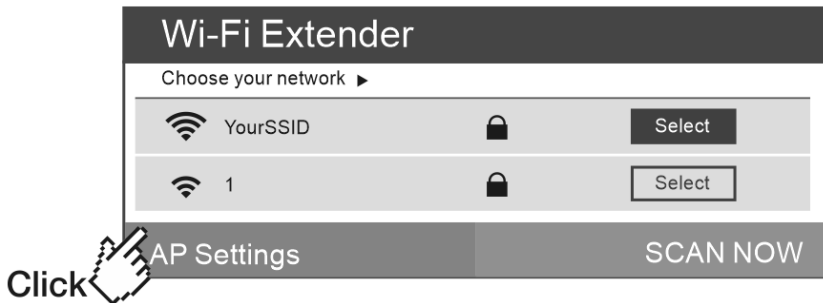 Wi-Fi Extender
Choose your network ▶
YourSSID Select
1 Select
AP Settings SCAN NOW
Click